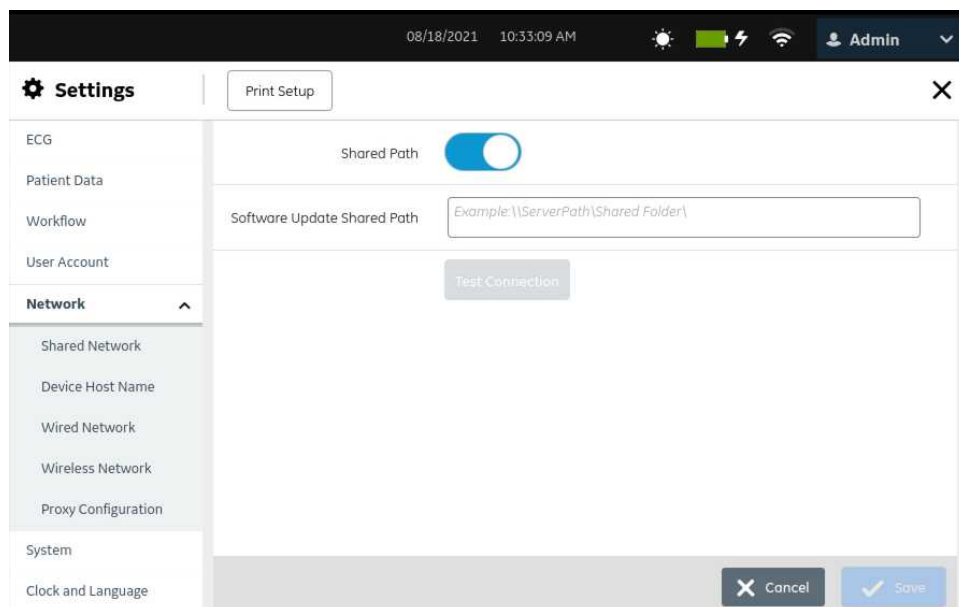 08/18/2021 10:33:09 AM Admin
Settings Print Setup
ECG
Patient Data
Workflow
User Account
Network
Shared Network
Device Host Name
Wired Network
Wireless Network
Proxy Configuration
System
Clock and Language
Shared Path
Software Update Shared Path Example:\\ServerPath\Shared Folder\
Test Connection
Cancel Save